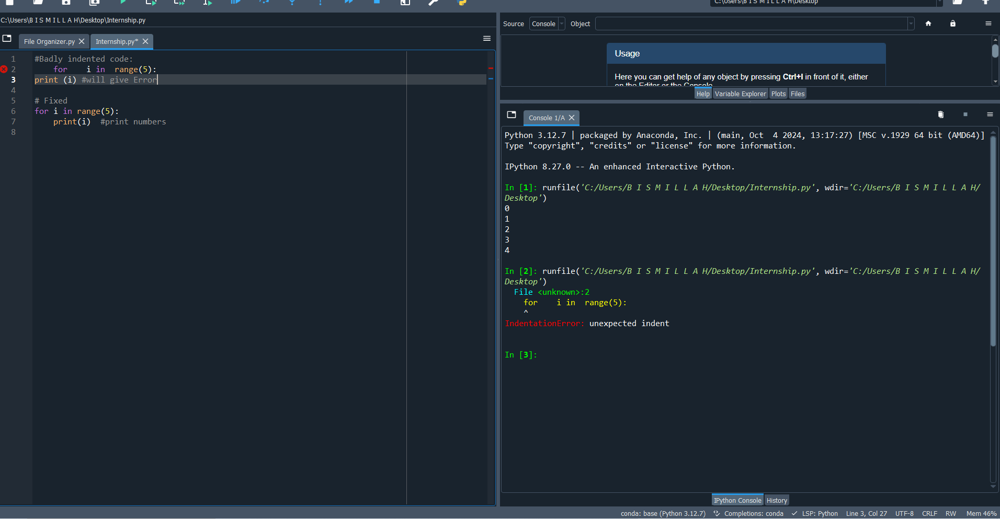 C:\Users\B I S M I L L A H\Desktop
C:\Users\B I S M I L L A H\Desktop\Internship.py
File Organizer.py
Internship.py*
1 #Badly indented code:
2     for    i in  range(5):
3 print (i) #will give Error
4
5 # Fixed
6 for i in range(5):
7     print(i)  #print numbers
8
Source Console Object
Usage
Here you can get help of any object by pressing Ctrl+I in front of it, either
on the Editor or the Console.
Help Variable Explorer Plots Files
Console 1/A
Python 3.12.7 | packaged by Anaconda, Inc. | (main, Oct  4 2024, 13:17:27) [MSC v.1929 64 bit (AMD64)]
Type "copyright", "credits" or "license" for more information.
IPython 8.27.0 -- An enhanced Interactive Python.
In [1]: runfile('C:/Users/B I S M I L L A H/Desktop/Internship.py', wdir='C:/Users/B I S M I L L A H/
Desktop')
0
1
2
3
4
In [2]: runfile('C:/Users/B I S M I L L A H/Desktop/Internship.py', wdir='C:/Users/B I S M I L L A H/
Desktop')
  File <unknown>:2
    for    i in  range(5):
    ^
IndentationError: unexpected indent
In [3]:
IPython Console History
conda: base (Python 3.12.7) Completions: conda LSP: Python Line 3, Col 27 UTF-8 CRLF RW Mem 46%